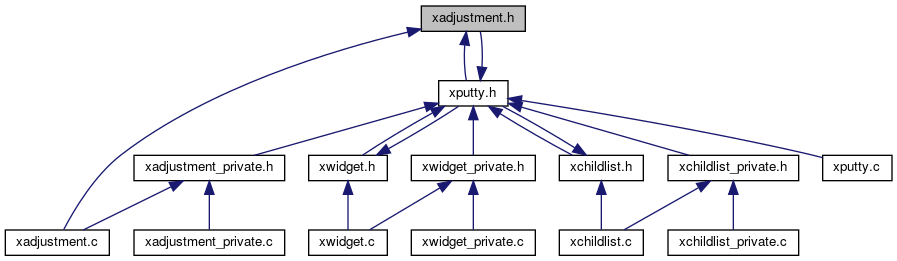 xadjustment.h
xputty.h
xadjustment_private.h
xwidget.h
xwidget_private.h
xchildlist.h
xchildlist_private.h
xputty.c
xadjustment.c
xadjustment_private.c
xwidget.c
xwidget_private.c
xchildlist.c
xchildlist_private.c